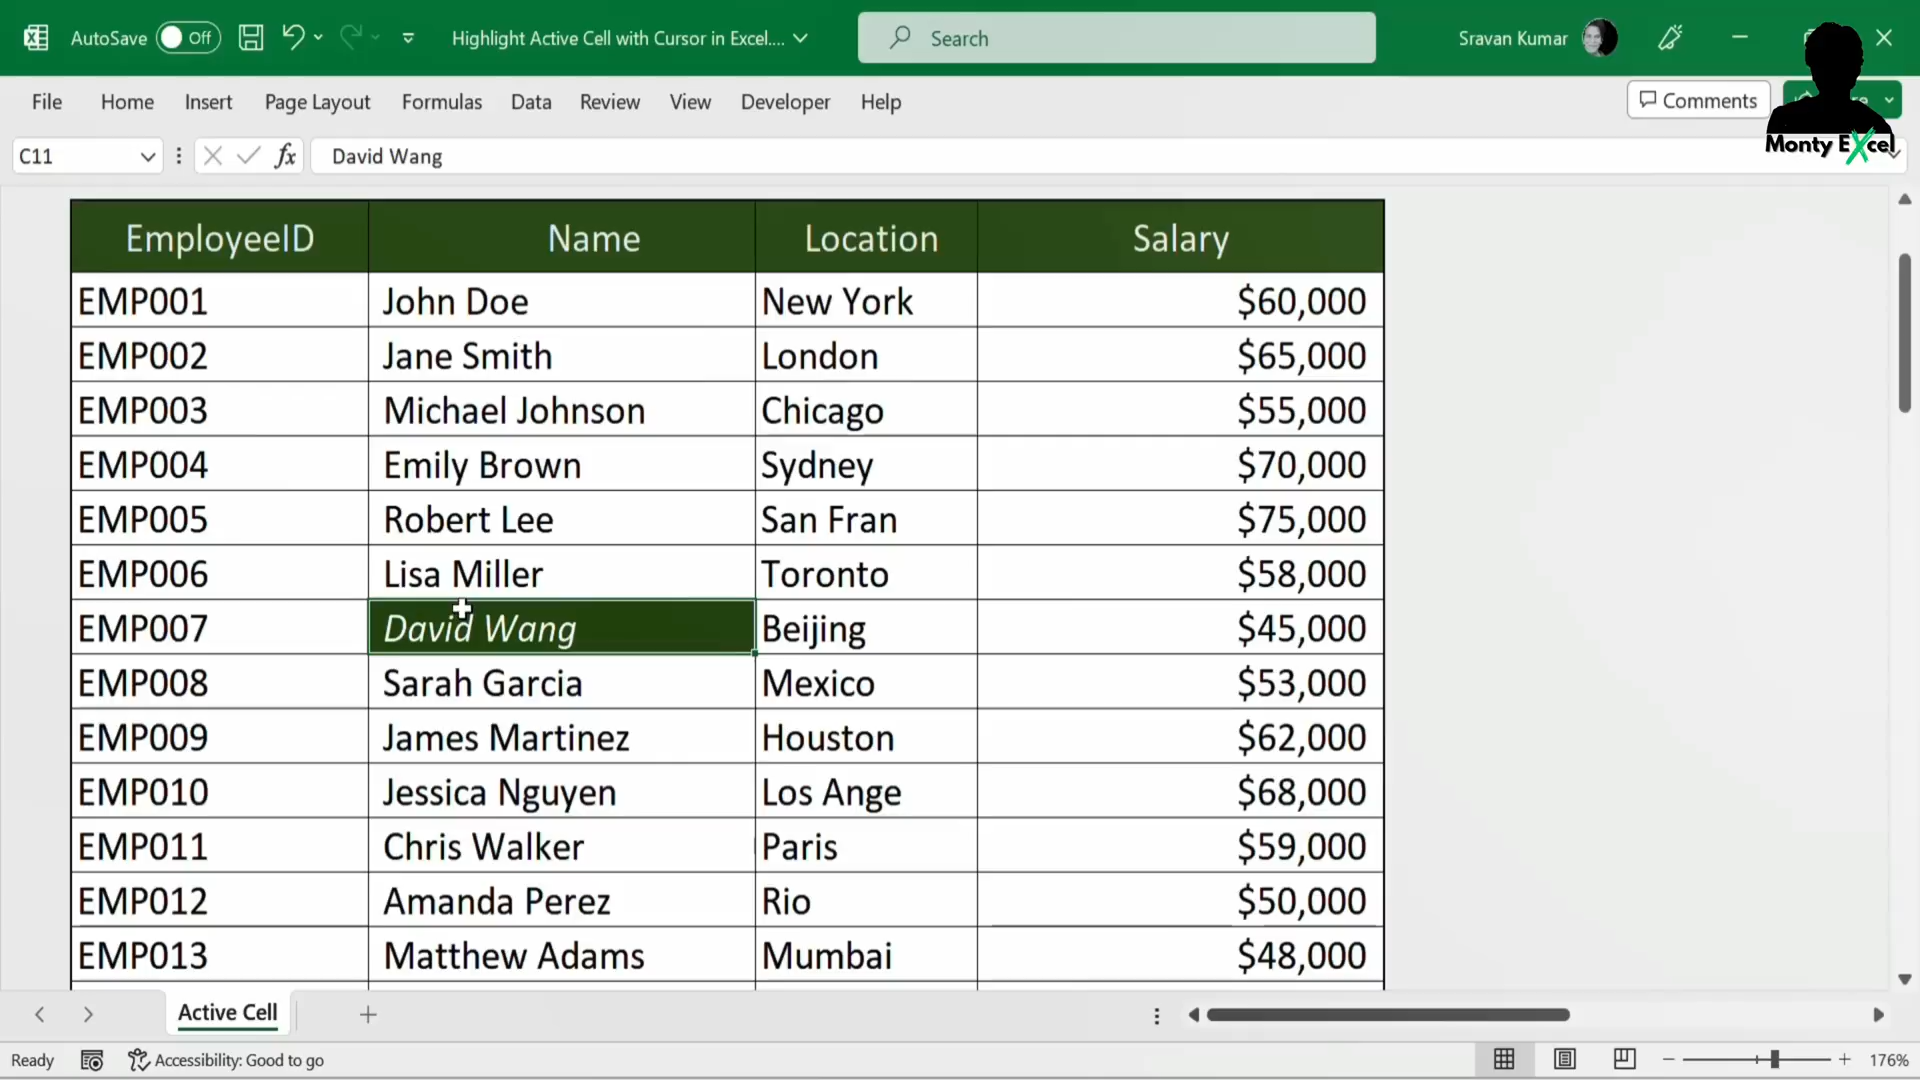 AutoSave Off Highlight Active Cell with Cursor in Excel.... Search Sravan Kumar
File Home Insert Page Layout Formulas Data Review View Developer Help Comments
Monty Excel
C11 fx David Wang
EmployeeID Name Location Salary
EMP001 John Doe New York $60,000
EMP002 Jane Smith London $65,000
EMP003 Michael Johnson Chicago $55,000
EMP004 Emily Brown Sydney $70,000
EMP005 Robert Lee San Fran $75,000
EMP006 Lisa Miller Toronto $58,000
EMP007 David Wang Beijing $45,000
EMP008 Sarah Garcia Mexico $53,000
EMP009 James Martinez Houston $62,000
EMP010 Jessica Nguyen Los Ange $68,000
EMP011 Chris Walker Paris $59,000
EMP012 Amanda Perez Rio $50,000
EMP013 Matthew Adams Mumbai $48,000
Active Cell
Ready Accessibility: Good to go 176%